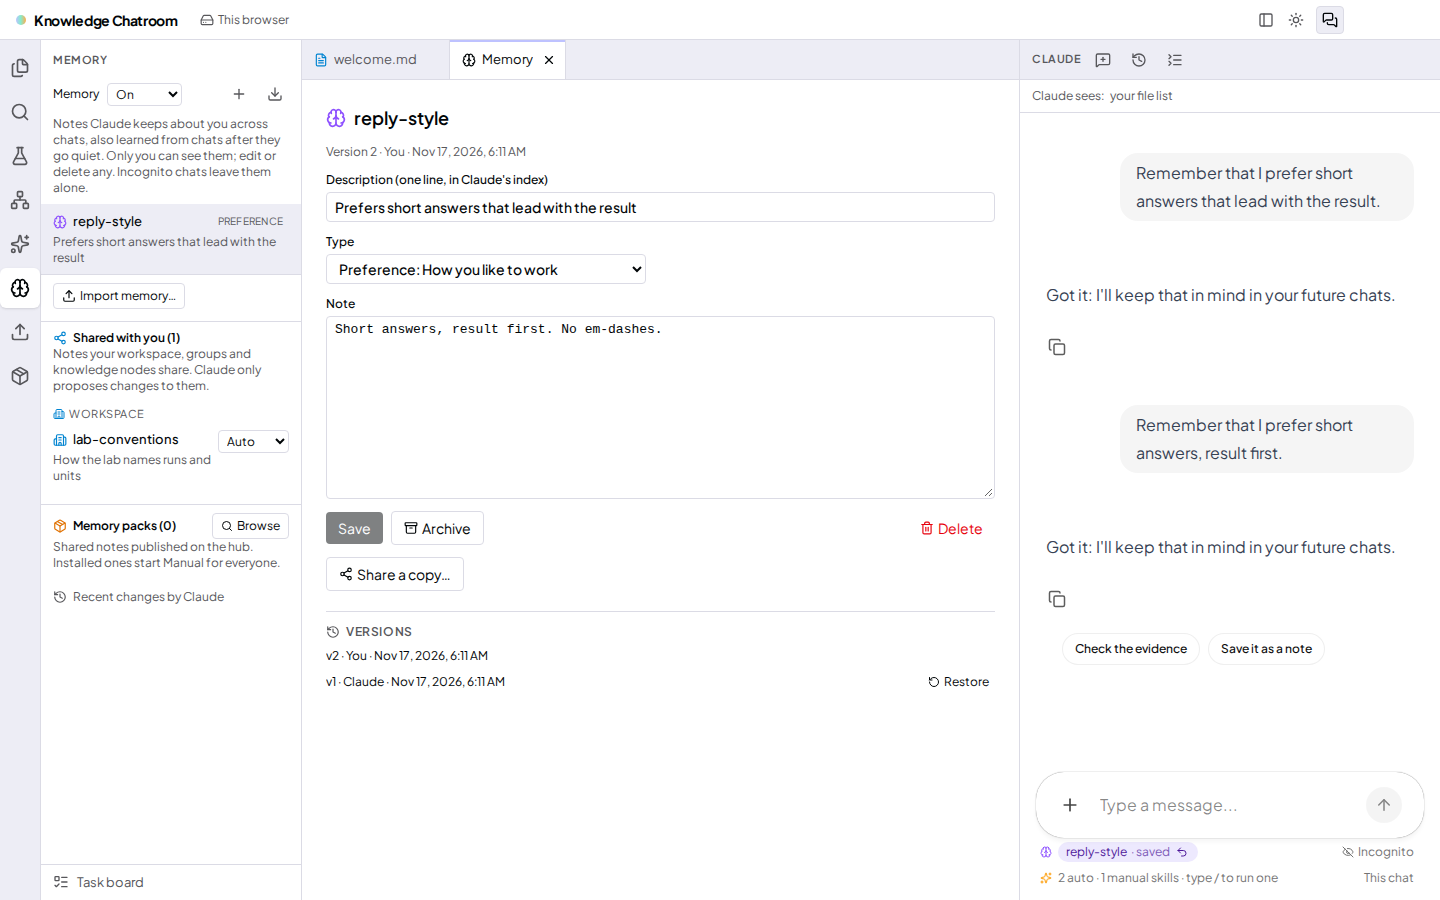 Knowledge Chatroom
This browser
MEMORY
Memory
On
Notes Claude keeps about you across
chats, also learned from chats after they
go quiet. Only you can see them; edit or
delete any. Incognito chats leave them
alone.
reply-style
PREFERENCE
Prefers short answers that lead with the
result
Import memory...
Shared with you (1)
Notes your workspace, groups and
knowledge nodes share. Claude only
proposes changes to them.
WORKSPACE
lab-conventions
Auto
How the lab names runs and
units
Memory packs (0)
Browse
Shared notes published on the hub.
Installed ones start Manual for everyone.
Recent changes by Claude
Task board
welcome.md
Memory
reply-style
Version 2 · You · Nov 17, 2026, 6:11 AM
Description (one line, in Claude's index)
Prefers short answers that lead with the result
Type
Preference: How you like to work
Note
Short answers, result first. No em-dashes.
Save
Archive
Delete
Share a copy...
VERSIONS
v2 · You · Nov 17, 2026, 6:11 AM
v1 · Claude · Nov 17, 2026, 6:11 AM
Restore
CLAUDE
Claude sees: your file list
Remember that I prefer short
answers that lead with the result.
Got it: I'll keep that in mind in your future chats.
Remember that I prefer short
answers, result first.
Got it: I'll keep that in mind in your future chats.
Check the evidence
Save it as a note
Type a message...
reply-style · saved
Incognito
2 auto · 1 manual skills · type / to run one
This chat